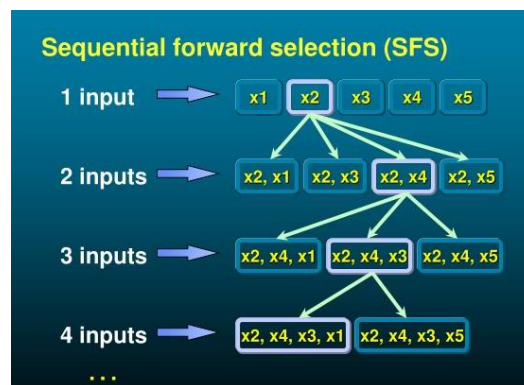 Sequential forward selection (SFS)
1 input x1 x2 x3 x4 x5
2 inputs x2, x1 x2, x3 x2, x4 x2, x5
3 inputs x2, x4, x1 x2, x4, x3 x2, x4, x5
4 inputs x2, x4, x3, x1 x2, x4, x3, x5
...